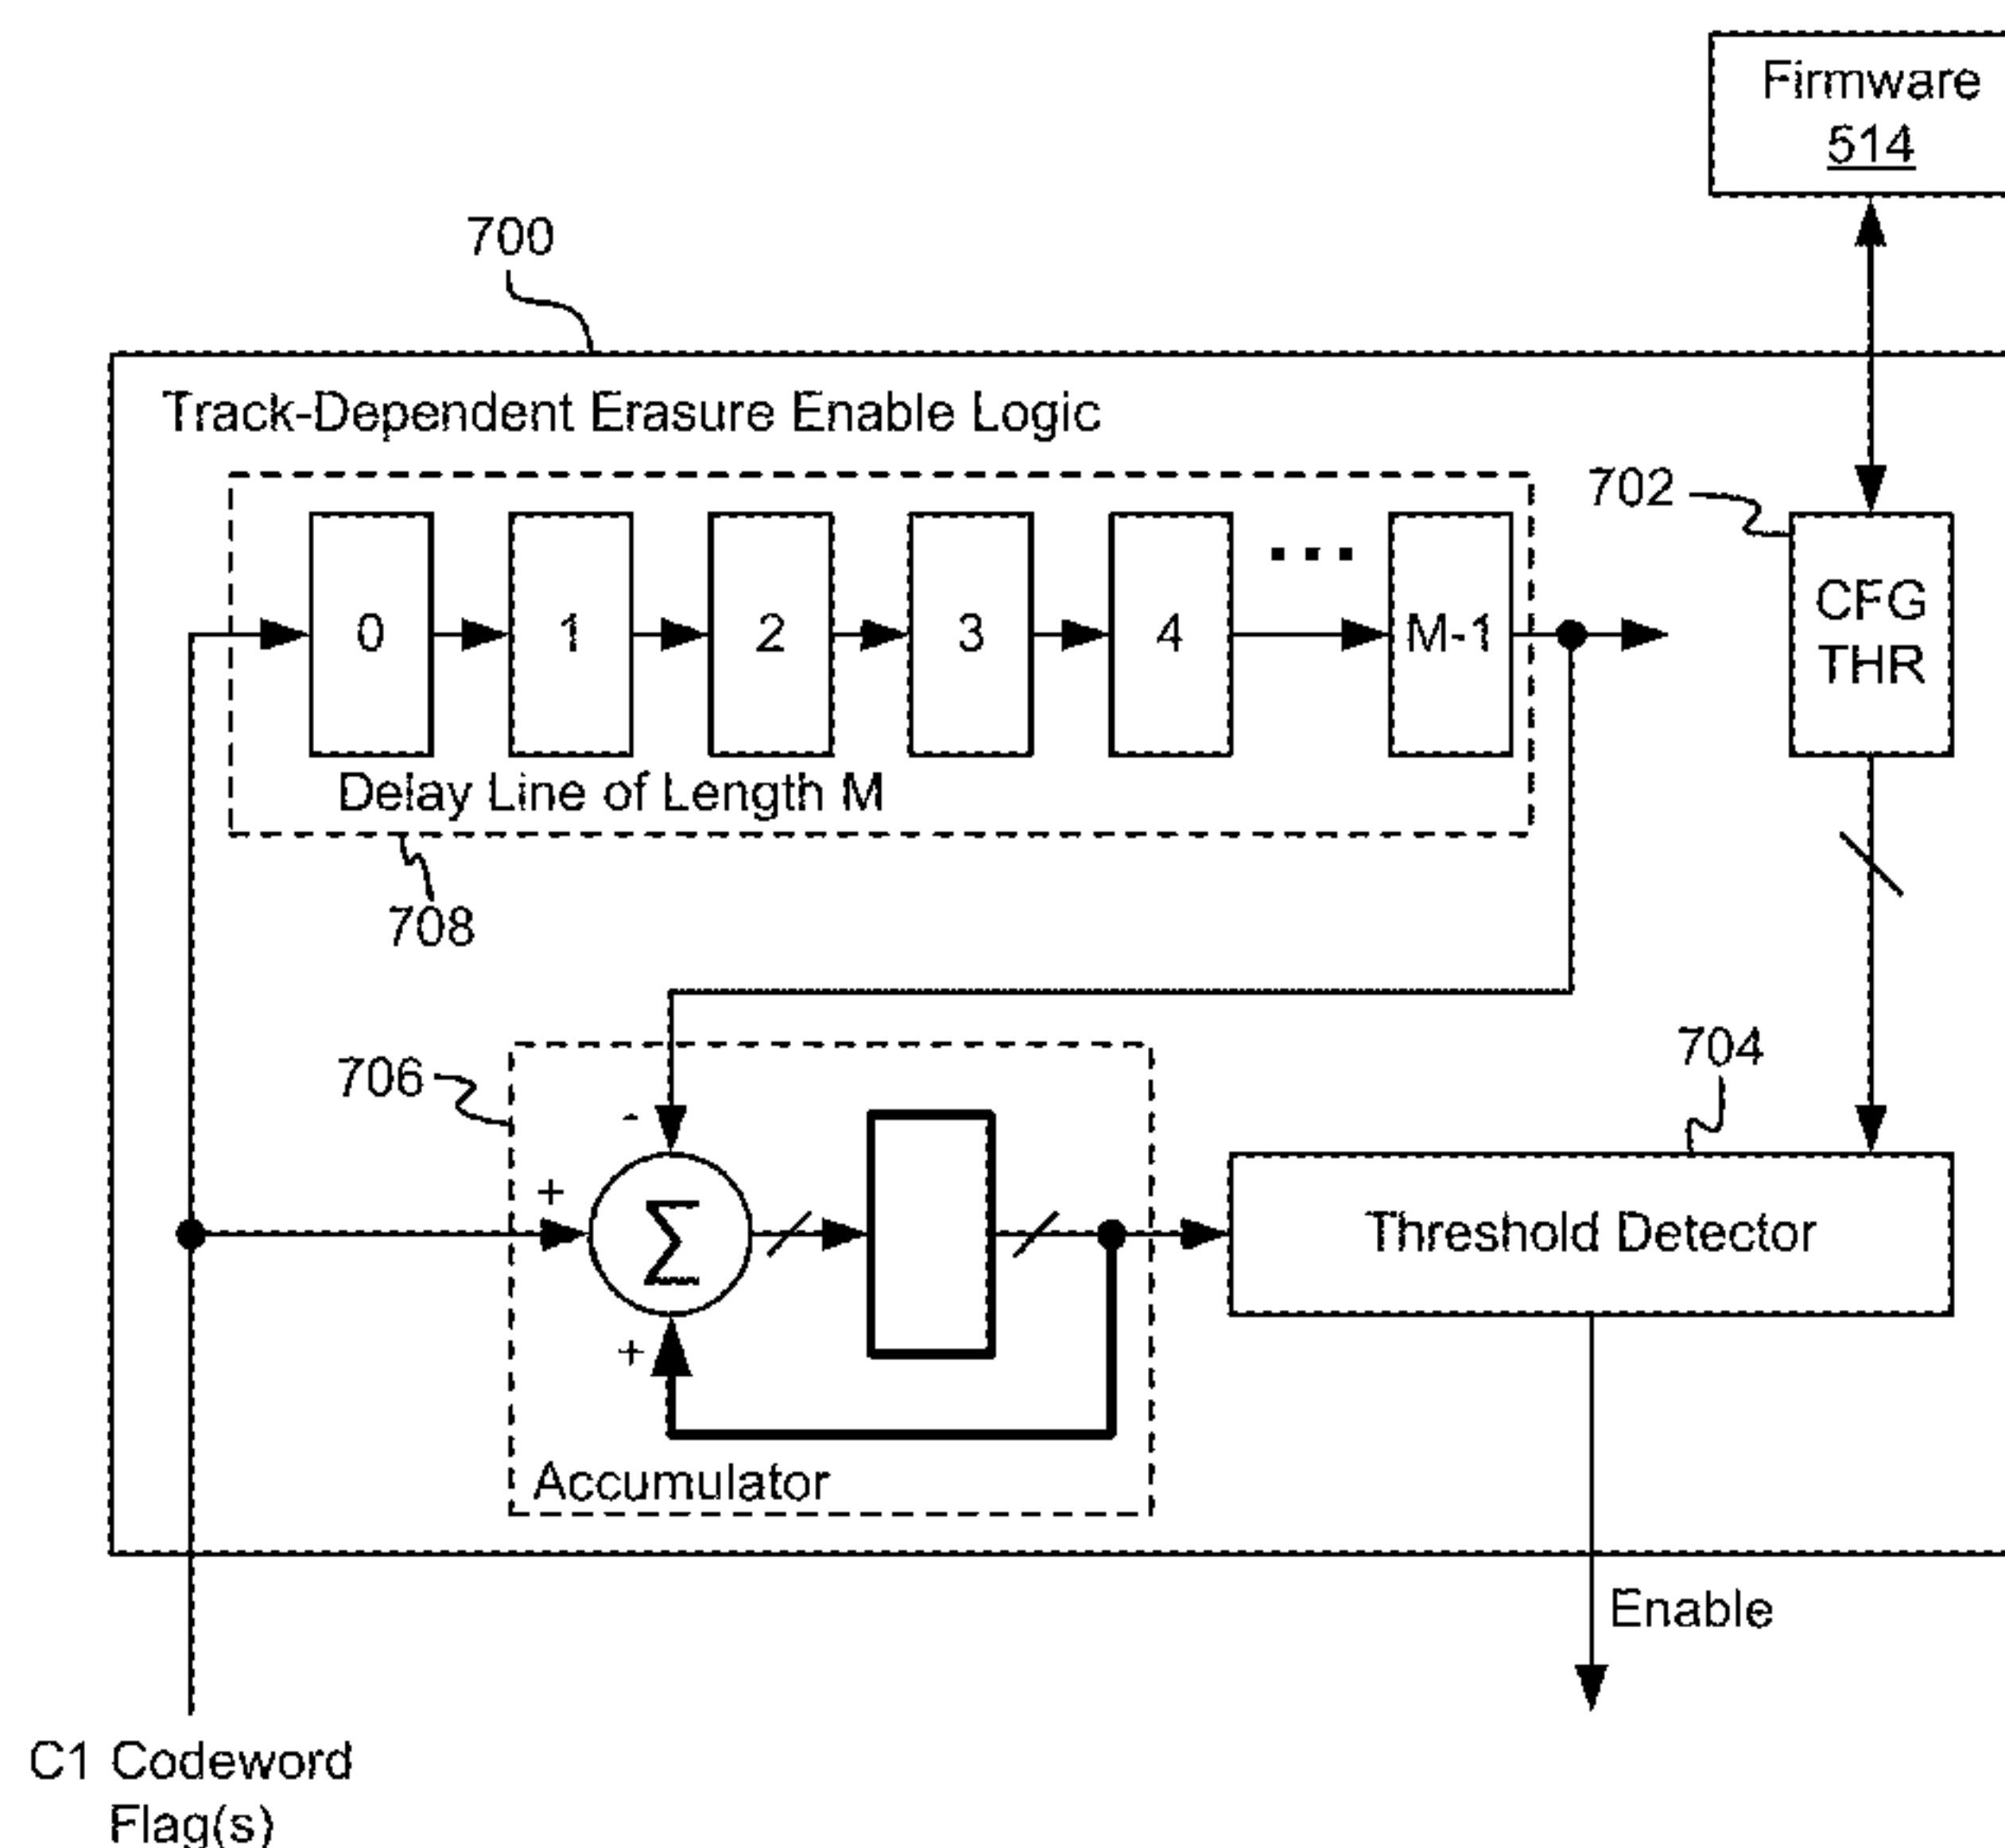 Firmware
514
700
Track-Dependent Erasure Enable Logic
702
0
1
2
3
4
...
M-1
CFG
THR
Delay Line of Length M
708
706
704
-
+
Σ
+
Threshold Detector
Accumulator
Enable
C1 Codeword
Flag(s)